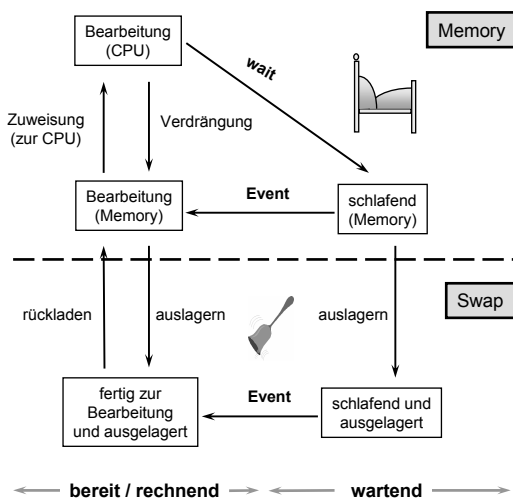 Bearbeitung
(CPU)
Memory
wait
Zuweisung
(zur CPU)
Verdrängung
Bearbeitung
(Memory)
Event
schlafend
(Memory)
Swap
rückladen
auslagern
auslagern
fertig zur
Bearbeitung
und ausgelagert
Event
schlafend und
ausgelagert
bereit / rechnend
wartend